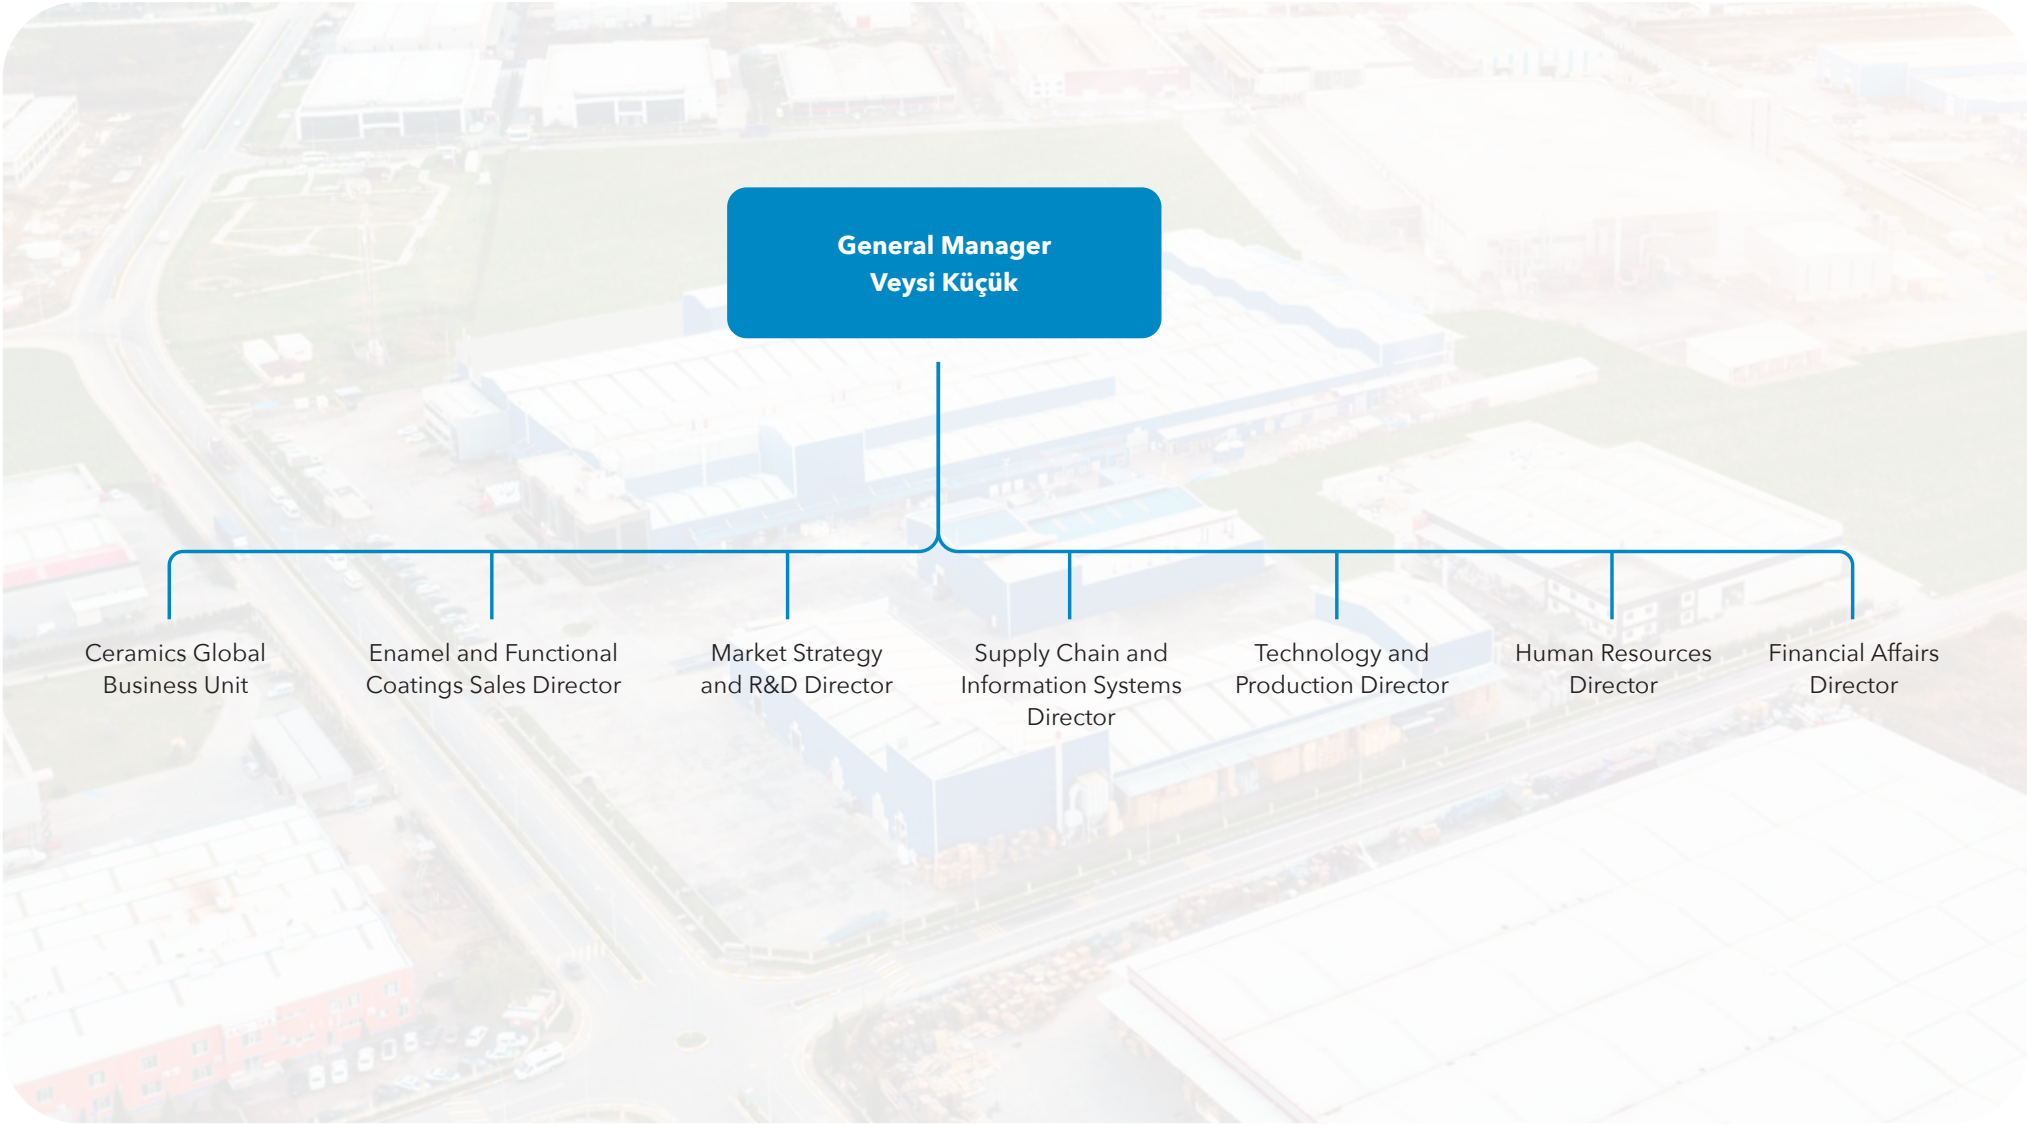 General Manager
Veysi Küçük
Ceramics Global
Business Unit
Enamel and Functional
Coatings Sales Director
Market Strategy
and R&D Director
Supply Chain and
Information Systems
Director
Technology and
Production Director
Human Resources
Director
Financial Affairs
Director